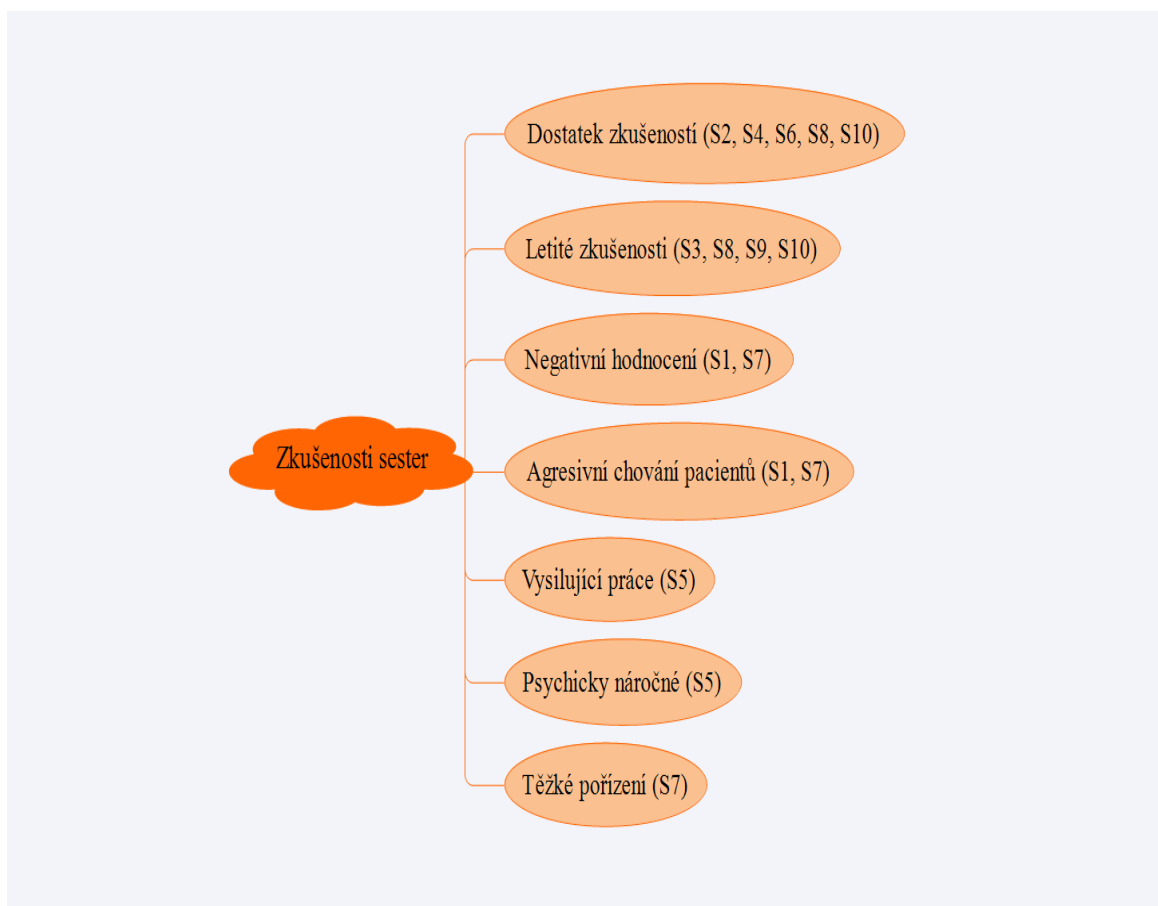 Dostatek zkušeností (S2, S4, S6, S8, S10)
Letité zkušenosti (S3, S8, S9, S10)
Negativní hodnocení (S1, S7)
Zkušenosti sester
Agresivní chování pacientů (S1, S7)
Vysilující práce (S5)
Psychicky náročné (S5)
Těžké pořízení (S7)